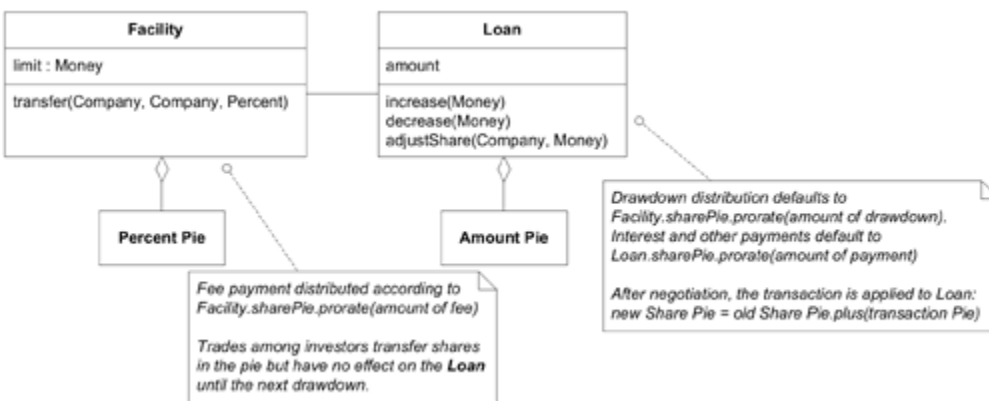 Facility
limit : Money
transfer(Company, Company, Percent)
Loan
amount
increase(Money)
decrease(Money)
adjustShare(Company, Money)
Percent Pie
Amount Pie
Fee payment distributed according to
Facility.sharePie.prorate(amount of fee)
Trades among investors transfer shares
in the pie but have no effect on the Loan
until the next drawdown.
Drawdown distribution defaults to
Facility.sharePie.prorate(amount of drawdown).
Interest and other payments default to
Loan.sharePie.prorate(amount of payment)
After negotiation, the transaction is applied to Loan:
new Share Pie = old Share Pie.plus(transaction Pie)